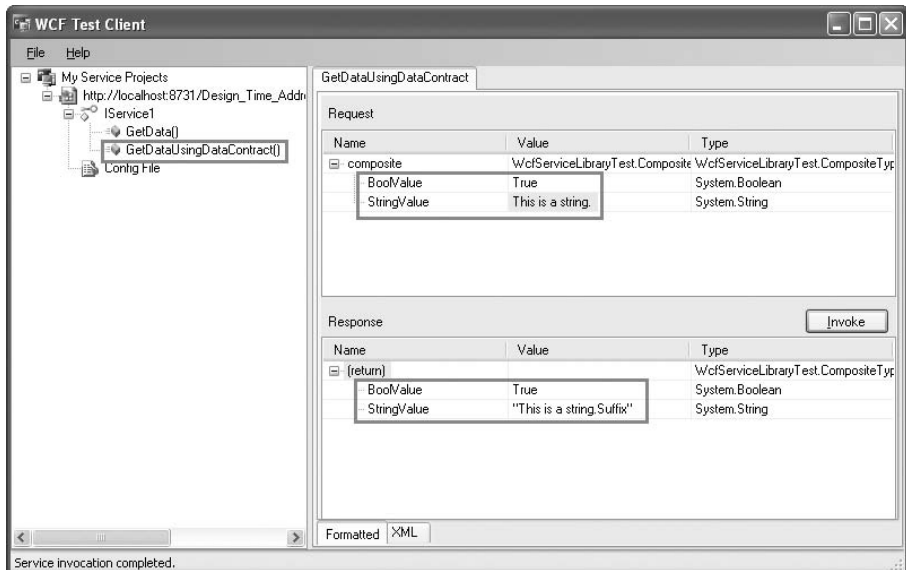 WCF Test Client
File Help
My Service Projects
http://localhost:8731/Design_Time_Addre
IService1
GetData()
GetDataUsingDataContract()
Config File
GetDataUsingDataContract
Request
Name Value Type
composite WcfServiceLibraryTest.Composite WcfServiceLibraryTest.CompositeTyp
BoolValue True System.Boolean
StringValue This is a string. System.String
Response Invoke
Name Value Type
(return) WcfServiceLibraryTest.CompositeTyp
BoolValue True System.Boolean
StringValue "This is a string.Suffix" System.String
Formatted XML
Service invocation completed.